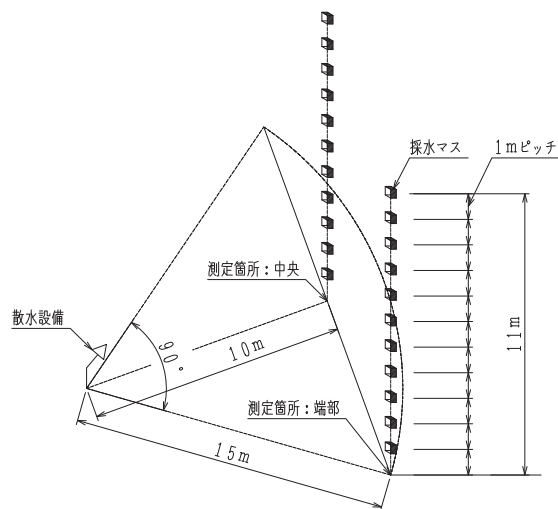 採水マス
1mピッチ
測定箇所：中央
散水設備
90°
10m
11m
測定箇所：端部
15m